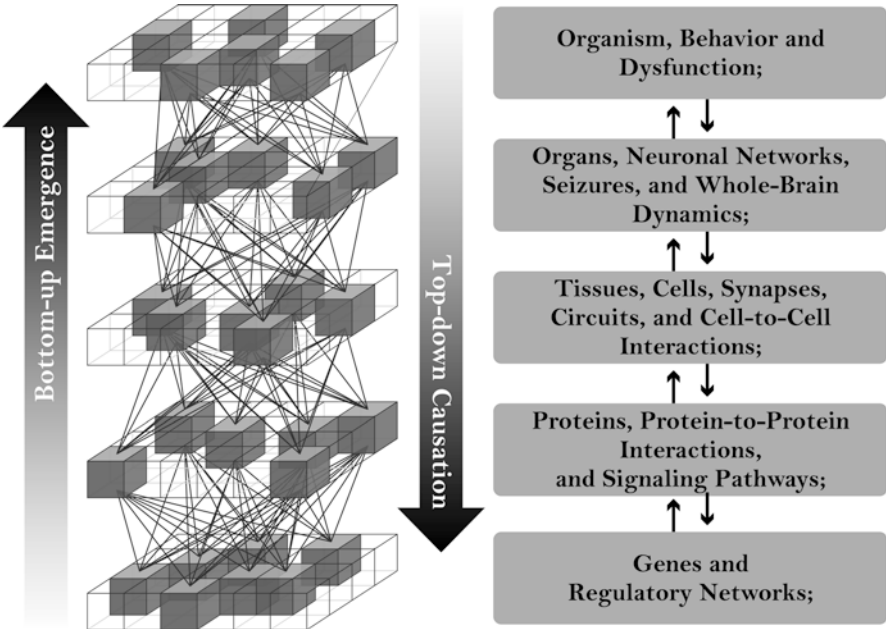 Bottom-up Emergence
Top-down Causation
Organism, Behavior and
Dysfunction;
Organs, Neuronal Networks,
Seizures, and Whole-Brain
Dynamics;
Tissues, Cells, Synapses,
Circuits, and Cell-to-Cell
Interactions;
Proteins, Protein-to-Protein
Interactions,
and Signaling Pathways;
Genes and
Regulatory Networks;